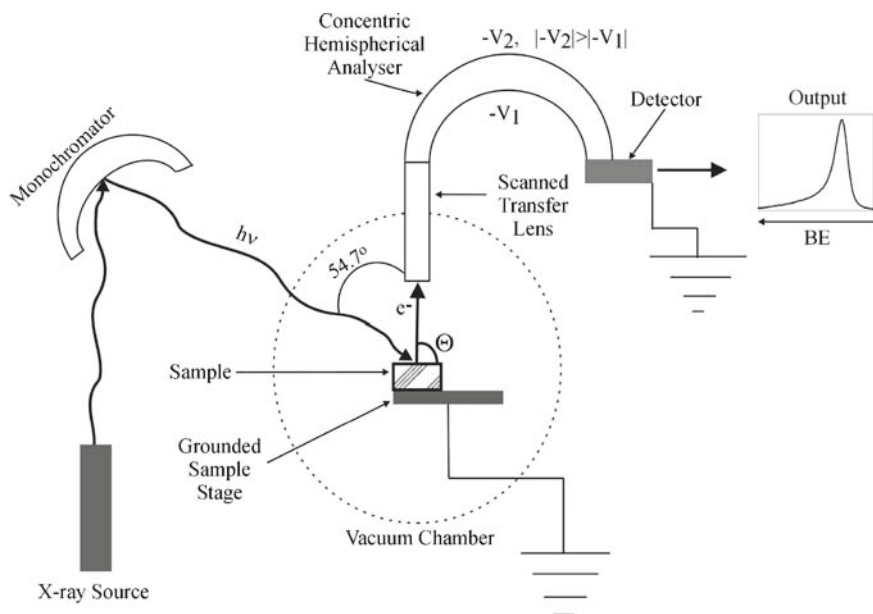 Concentric
Hemispherical
Analyser
-V₂, |-V₂|>|-V₁|
-V₁
Detector
Output
BE
Monochromator
hν
54.7°
Scanned
Transfer
Lens
e-
Θ
Sample
Grounded
Sample
Stage
Vacuum Chamber
X-ray Source